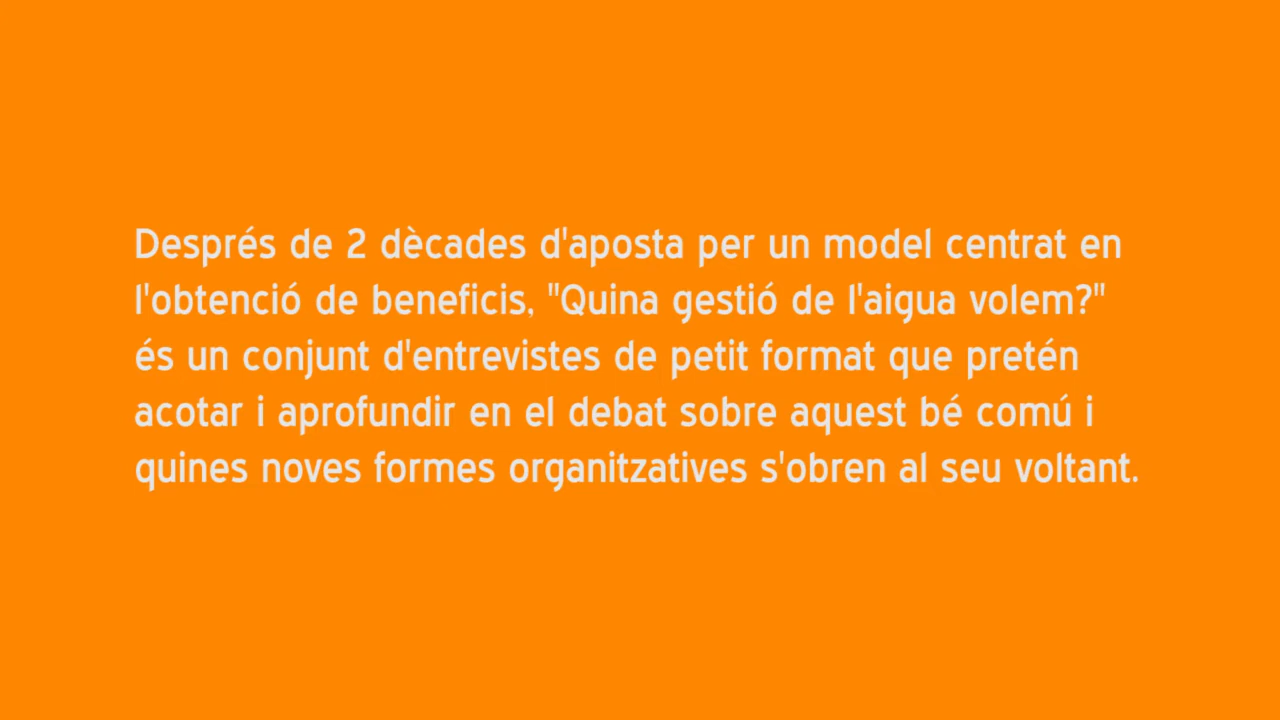 Després de 2 dècades d'aposta per un model centrat en
l'obtenció de beneficis, "Quina gestió de l'aigua volem?"
és un conjunt d'entrevistes de petit format que pretén
acotar i aprofundir en el debat sobre aquest bé comú i
quines noves formes organitzatives s'obren al seu voltant.